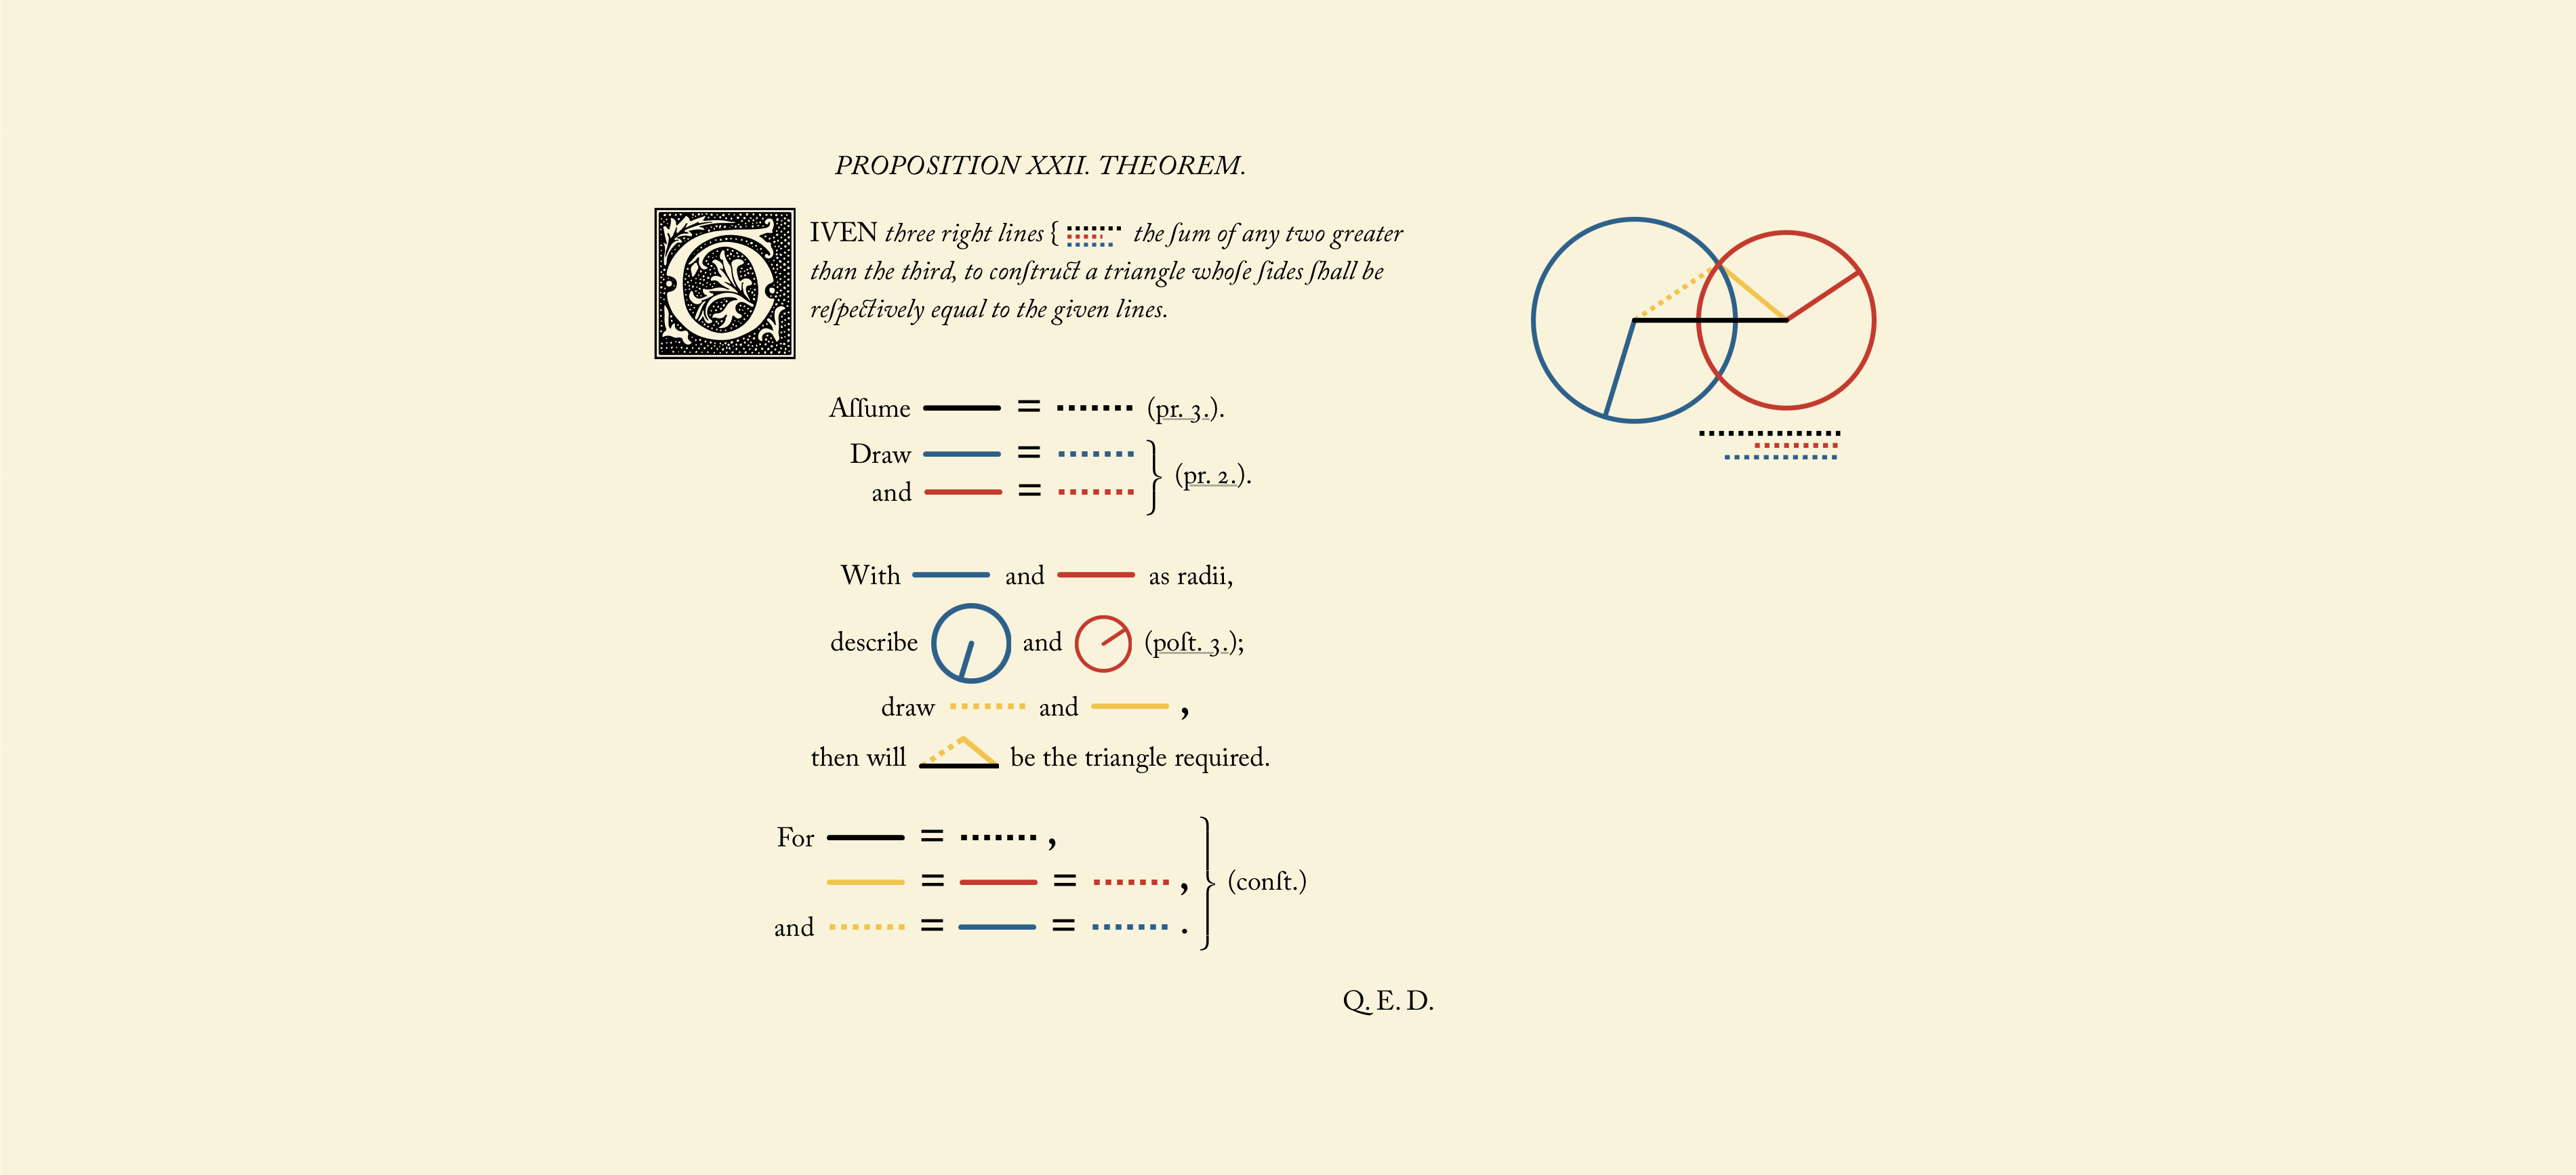 PROPOSITION XXII. THEOREM.
GIVEN three right lines { the ſum of any two greater
than the third, to conſtruct a triangle whoſe ſides ſhall be
reſpectively equal to the given lines.
Aſſume = (pr. 3.).
Draw =
and = } (pr. 2.).
With and as radii,
describe and (poſt. 3.);
draw and ,
then will be the triangle required.
For = ,
= = , } (conſt.)
and = = .
Q. E. D.